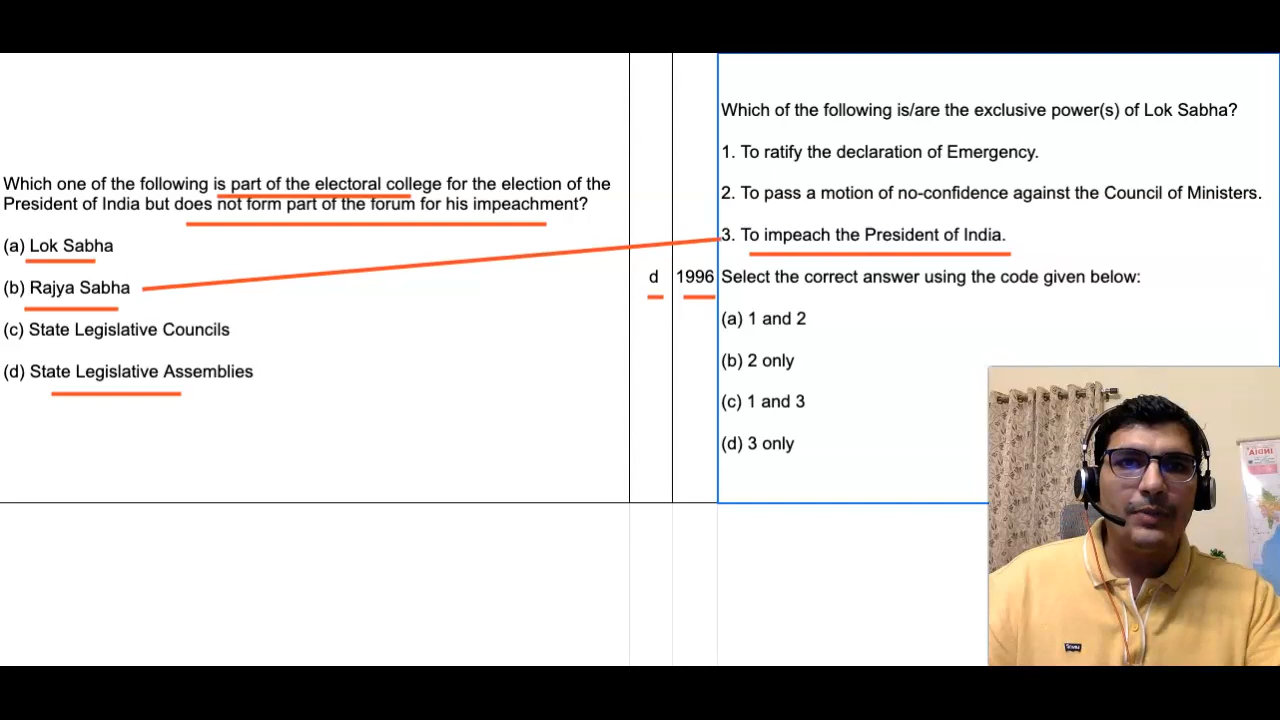 Which one of the following is part of the electoral college for the election of the
President of India but does not form part of the forum for his impeachment?
(a) Lok Sabha
(b) Rajya Sabha
(c) State Legislative Councils
(d) State Legislative Assemblies
d
1996
Which of the following is/are the exclusive power(s) of Lok Sabha?
1. To ratify the declaration of Emergency.
2. To pass a motion of no-confidence against the Council of Ministers.
3. To impeach the President of India.
Select the correct answer using the code given below:
(a) 1 and 2
(b) 2 only
(c) 1 and 3
(d) 3 only